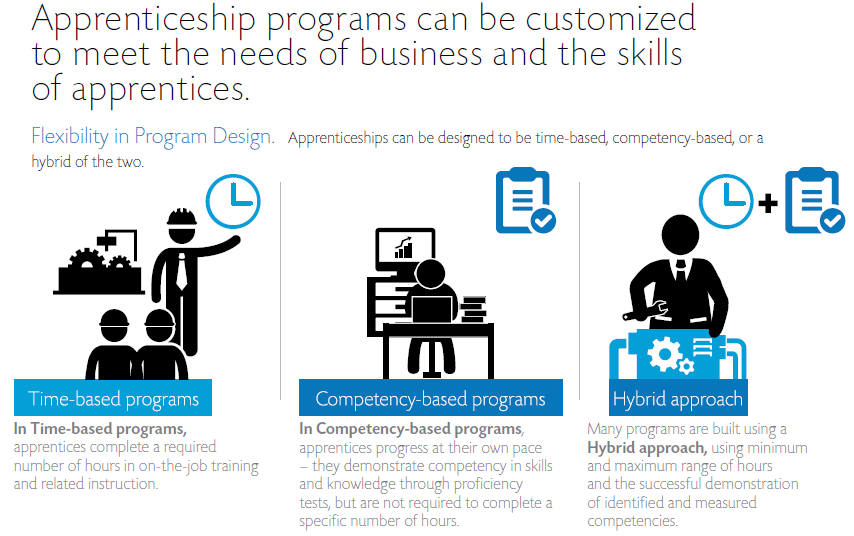 Apprenticeship programs can be customized
to meet the needs of business and the skills
of apprentices.
Flexibility in Program Design. Apprenticeships can be designed to be time-based, competency-based, or a
hybrid of the two.
Time-based programs
In Time-based programs,
apprentices complete a required
number of hours in on-the-job training
and related instruction.
Competency-based programs
In Competency-based programs,
apprentices progress at their own pace
– they demonstrate competency in skills
and knowledge through proficiency
tests, but are not required to complete a
specific number of hours.
Hybrid approach
Many programs are built using a
Hybrid approach, using minimum
and maximum range of hours
and the successful demonstration
of identified and measured
competencies.